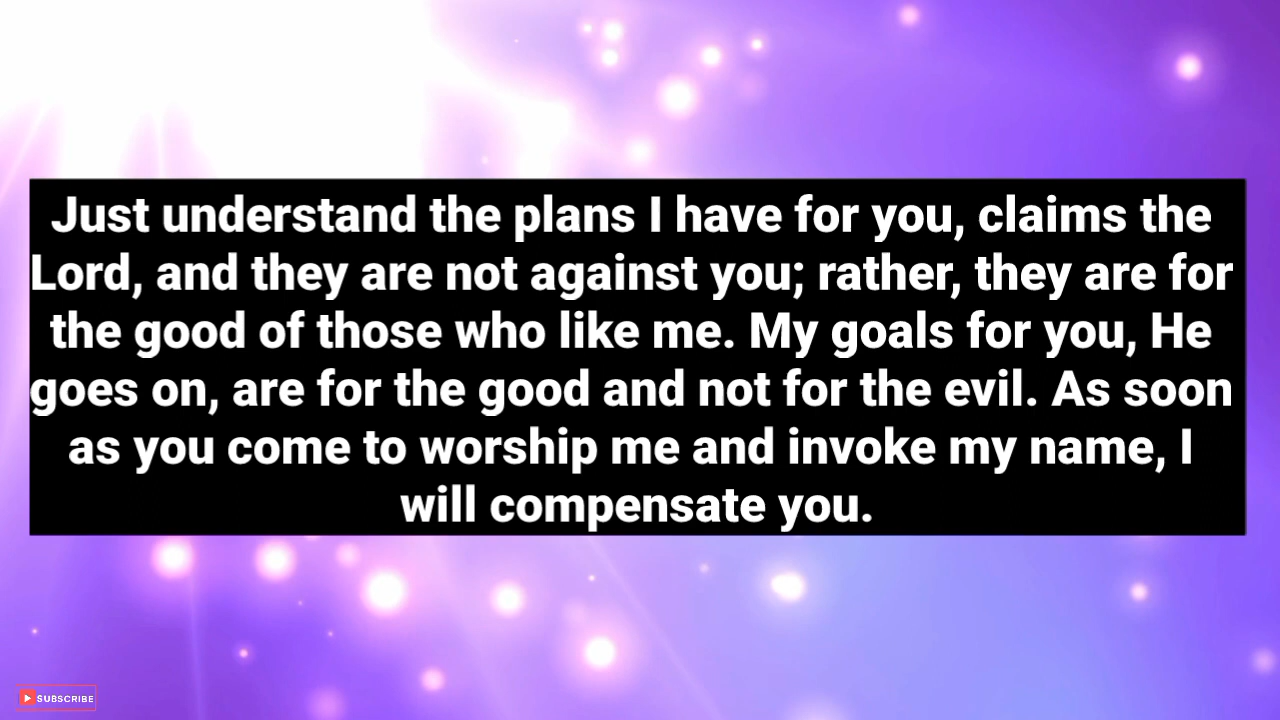 Just understand the plans I have for you, claims the
Lord, and they are not against you; rather, they are for
the good of those who like me. My goals for you, He
goes on, are for the good and not for the evil. As soon
as you come to worship me and invoke my name, I
will compensate you.
SUBSCRIBE